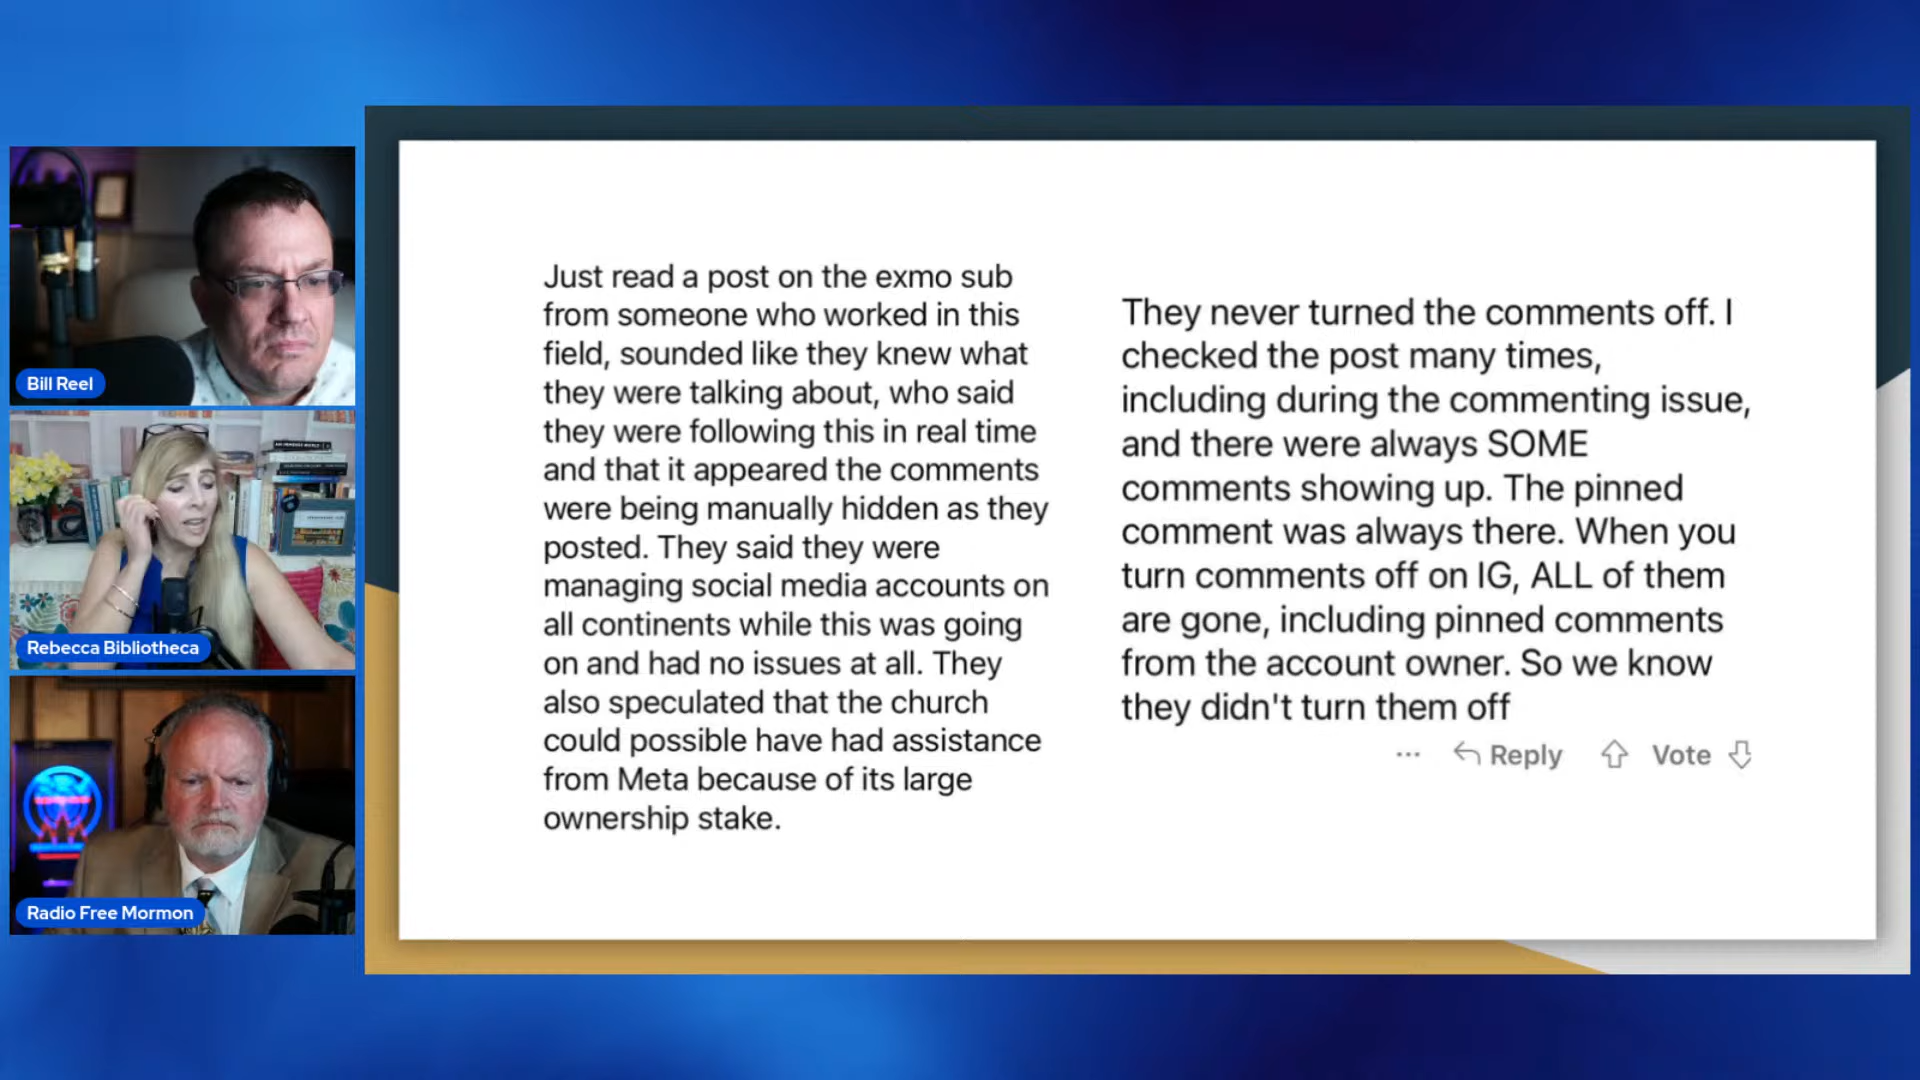 Bill Reel
Rebecca Bibliotheca
Radio Free Mormon
Just read a post on the exmo sub
from someone who worked in this
field, sounded like they knew what
they were talking about, who said
they were following this in real time
and that it appeared the comments
were being manually hidden as they
posted. They said they were
managing social media accounts on
all continents while this was going
on and had no issues at all. They
also speculated that the church
could possible have had assistance
from Meta because of its large
ownership stake.
They never turned the comments off. I
checked the post many times,
including during the commenting issue,
and there were always SOME
comments showing up. The pinned
comment was always there. When you
turn comments off on IG, ALL of them
are gone, including pinned comments
from the account owner. So we know
they didn't turn them off
... Reply Vote